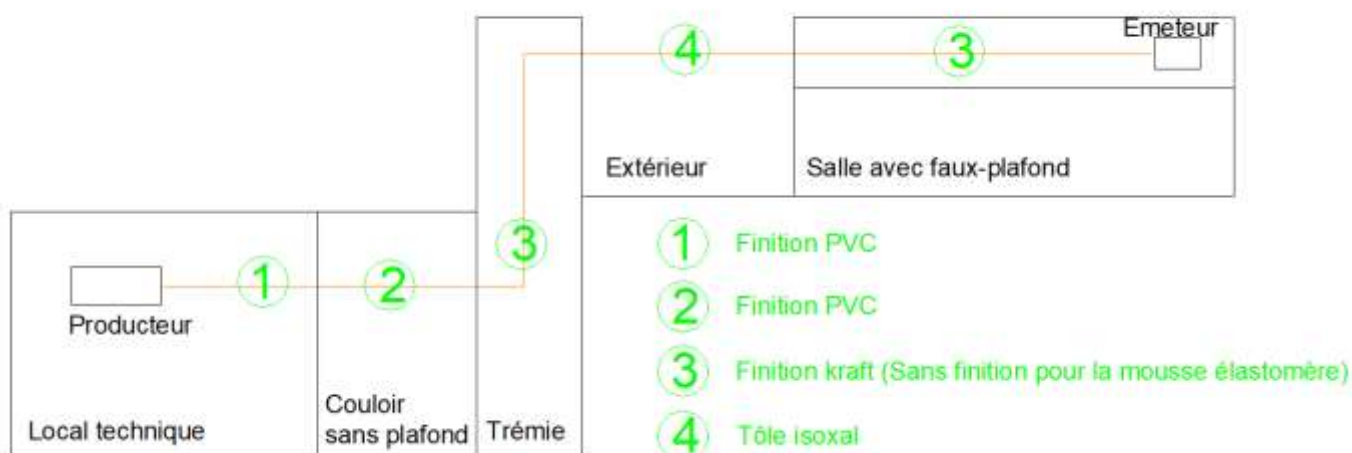 4
3
Emeteur
Extérieur
Salle avec faux-plafond
1
2
3
Producteur
Local technique
Couloir
sans plafond
Trémie
1 Finition PVC
2 Finition PVC
3 Finition kraft (Sans finition pour la mousse élastomère)
4 Tôle isoxal